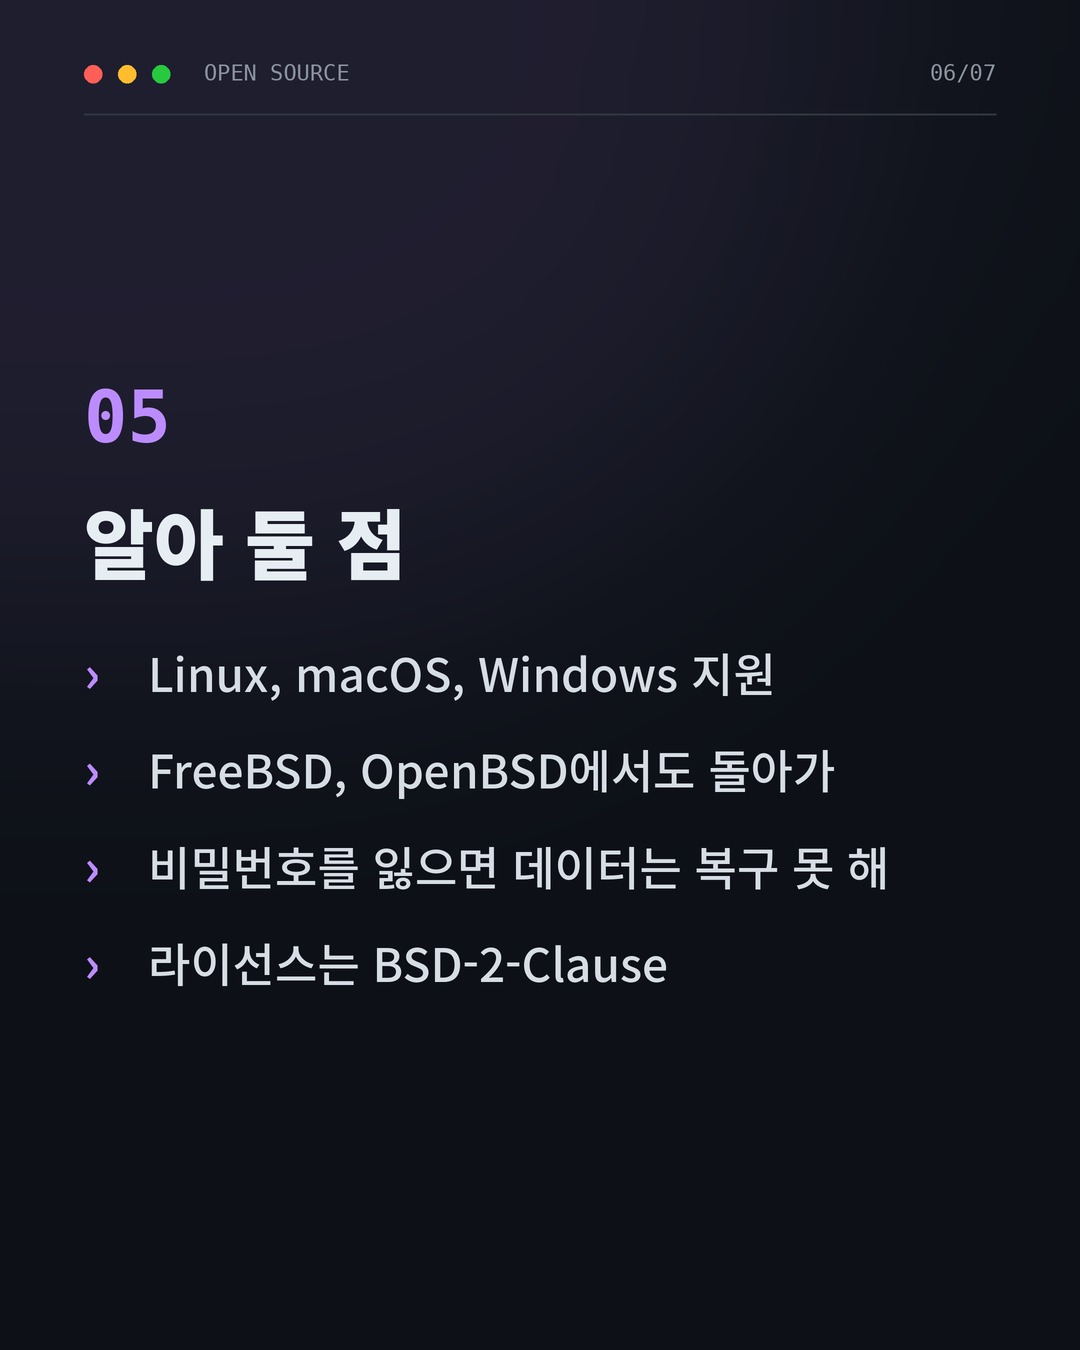 OPEN SOURCE
06/07
05
알아 둘 점
› Linux, macOS, Windows 지원
› FreeBSD, OpenBSD에서도 돌아가
› 비밀번호를 잃으면 데이터는 복구 못 해
› 라이선스는 BSD-2-Clause